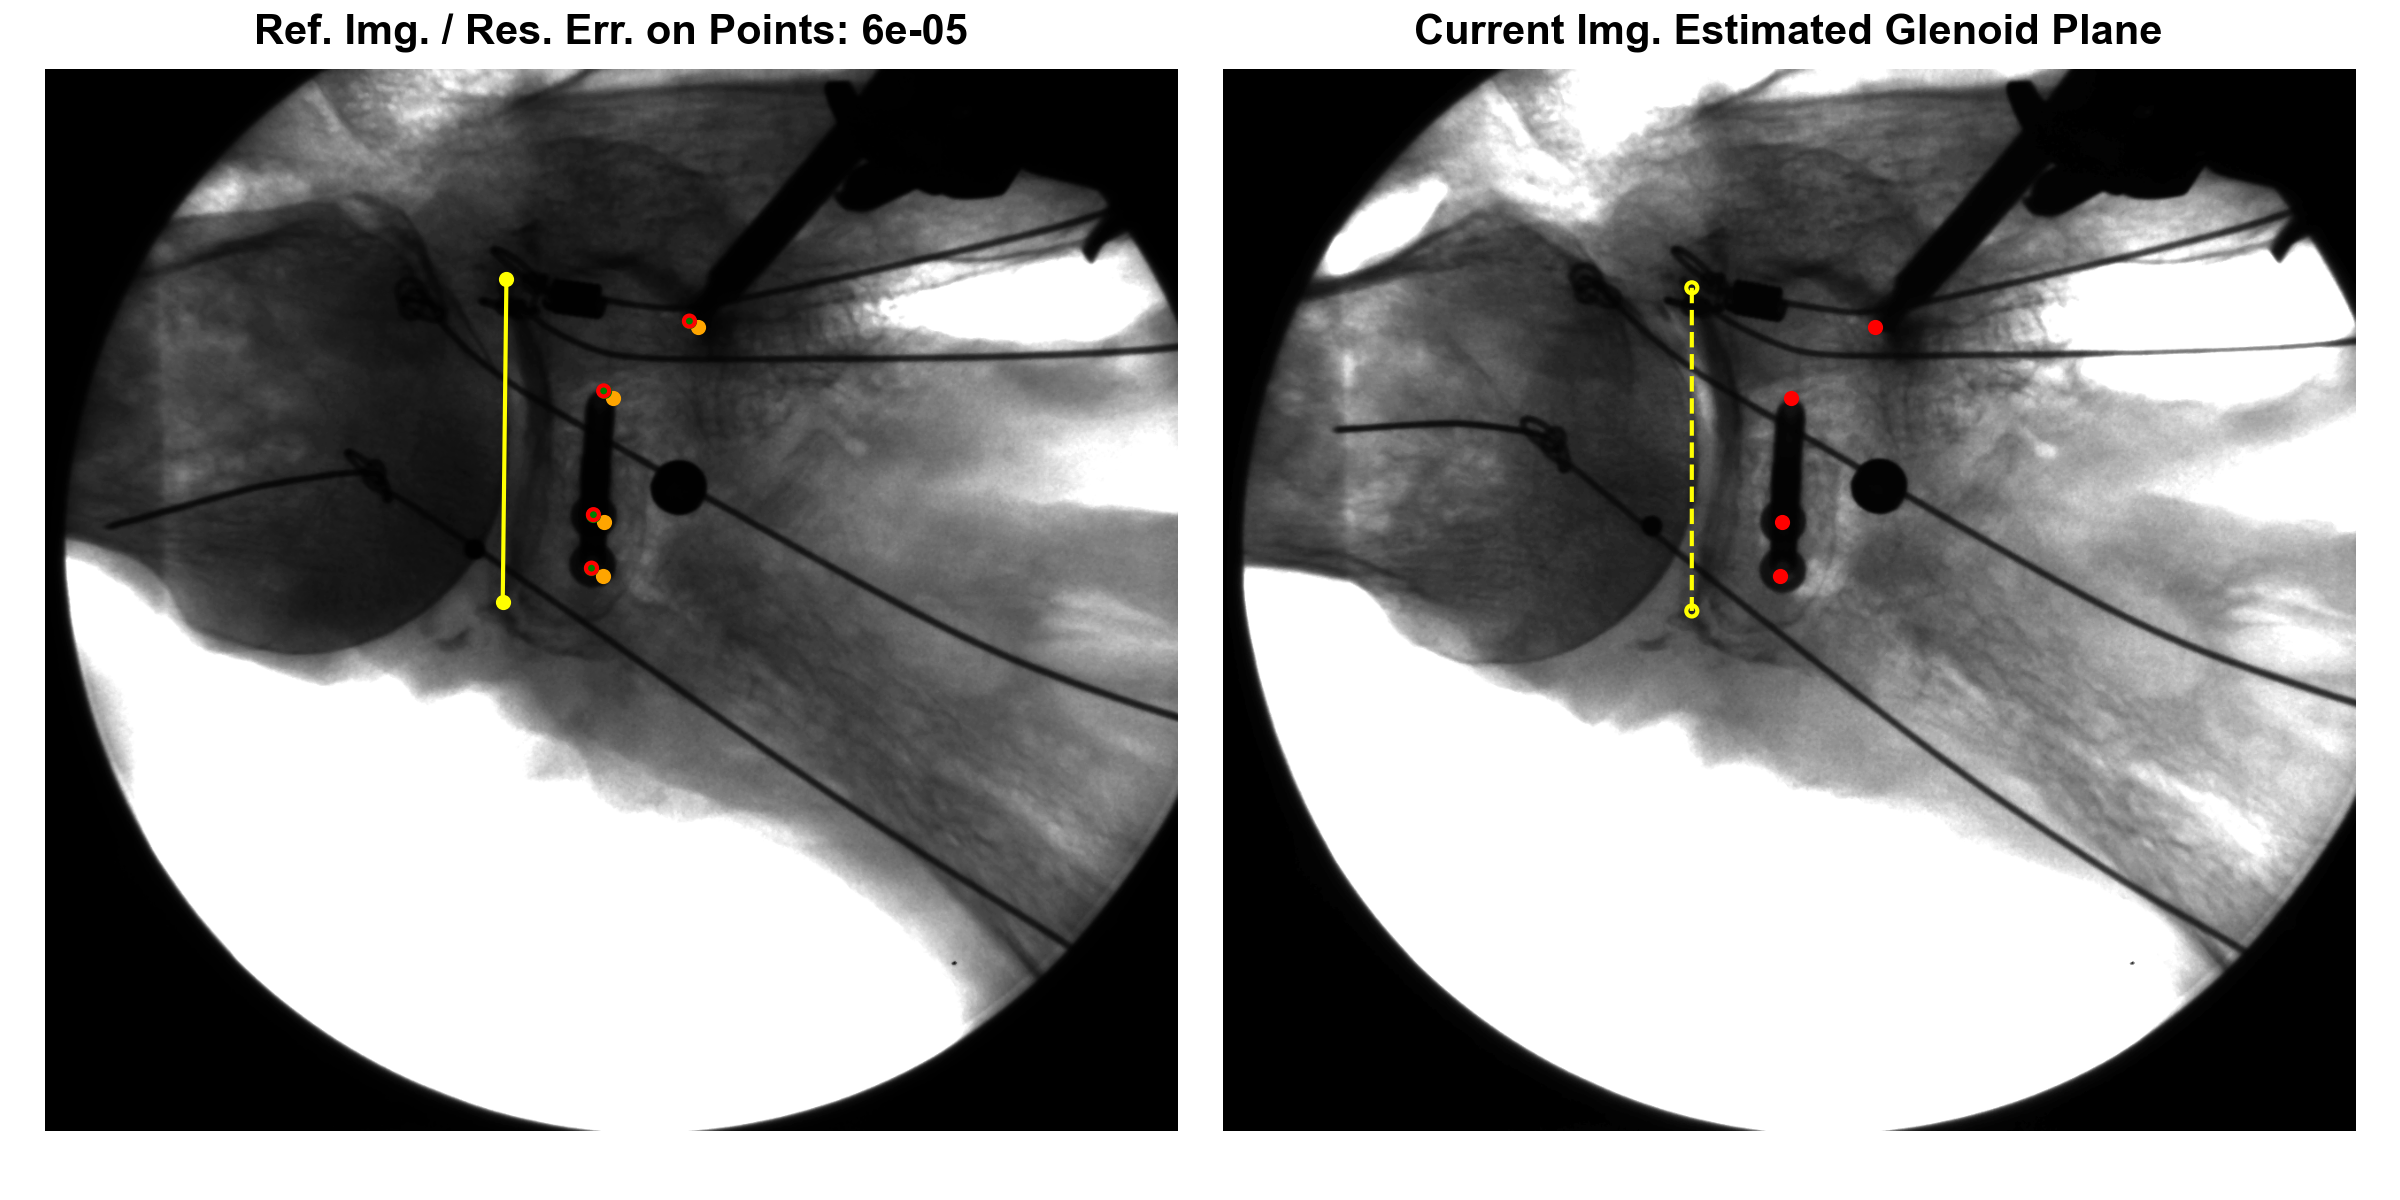 Ref. Img. / Res. Err. on Points: 6e-05
Current Img. Estimated Glenoid Plane